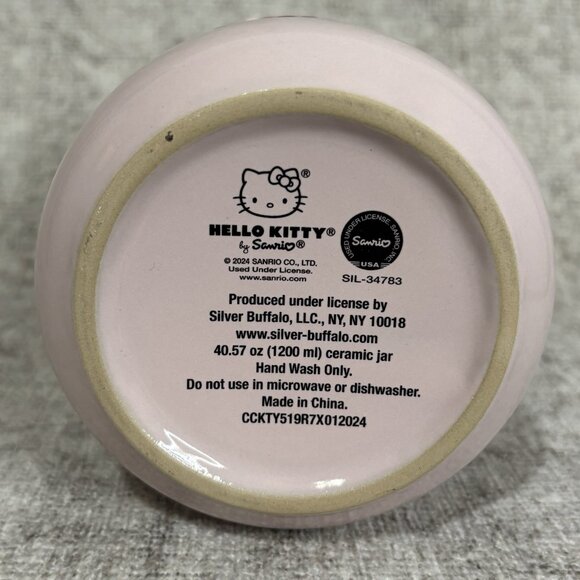 ®
HELLO KITTY®
by Sanrio®
© 2024 SANRIO CO., LTD.
Used Under License.
www.sanrio.com
USED UNDER LICENSE, SANRIO, INC.
Sanrio
USA
SIL-34783
Produced under license by
Silver Buffalo, LLC., NY, NY 10018
www.silver-buffalo.com
40.57 oz (1200 ml) ceramic jar
Hand Wash Only.
Do not use in microwave or dishwasher.
Made in China.
CCKTY519R7X012024